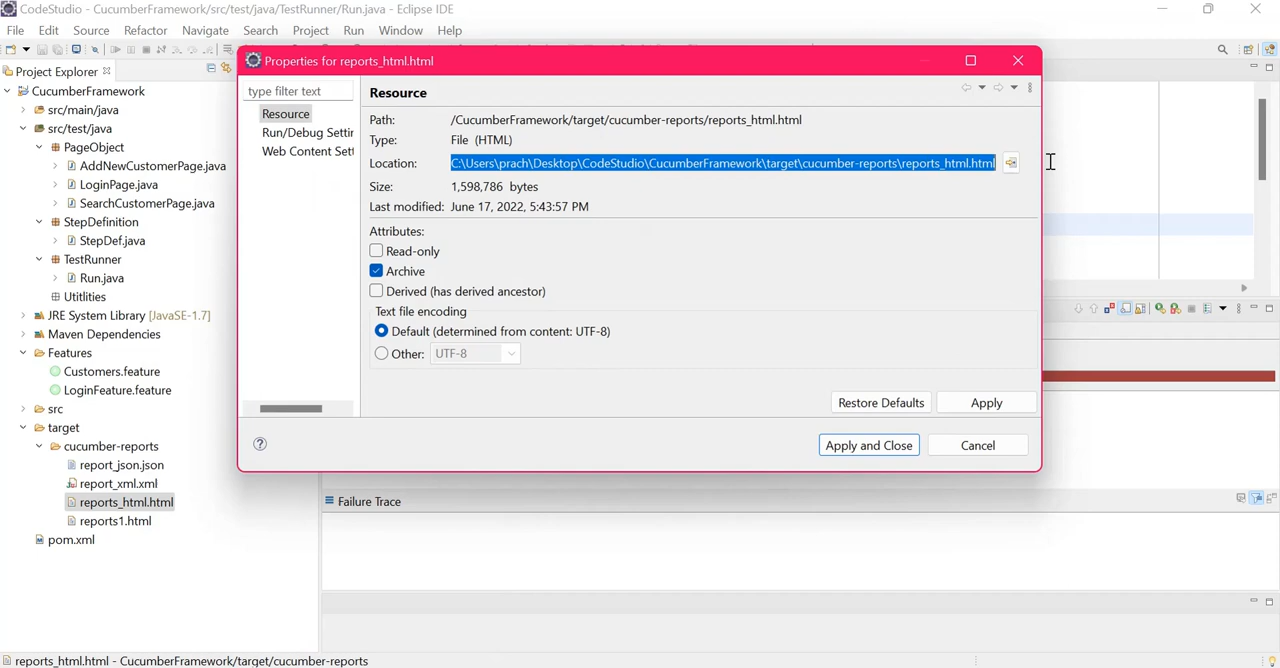 CodeStudio - CucumberFramework/src/test/java/TestRunner/Run.java - Eclipse IDE
File Edit Source Refactor Navigate Search Project Run Window Help
Project Explorer
Properties for reports_html.html
type filter text
Resource
Run/Debug Settin
Web Content Sett
Resource
Path: /CucumberFramework/target/cucumber-reports/reports_html.html
Type: File (HTML)
Location: C:\Users\prach\Desktop\CodeStudio\CucumberFramework\target\cucumber-reports\reports_html.html
Size: 1,598,786 bytes
Last modified: June 17, 2022, 5:43:57 PM
Attributes:
Read-only
Archive
Derived (has derived ancestor)
Text file encoding
Default (determined from content: UTF-8)
Other: UTF-8
Restore Defaults
Apply
Apply and Close
Cancel
CucumberFramework
src/main/java
src/test/java
PageObject
AddNewCustomerPage.java
LoginPage.java
SearchCustomerPage.java
StepDefinition
StepDef.java
TestRunner
Run.java
Utitlities
JRE System Library [JavaSE-1.7]
Maven Dependencies
Features
Customers.feature
LoginFeature.feature
src
target
cucumber-reports
report_json.json
report_xml.xml
reports_html.html
reports1.html
pom.xml
Failure Trace
reports_html.html - CucumberFramework/target/cucumber-reports